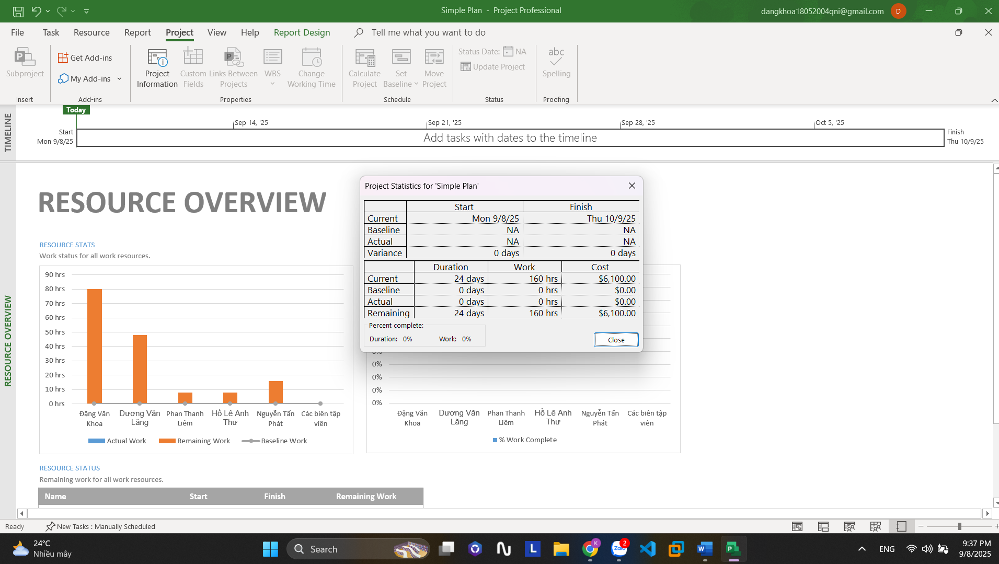 Simple Plan - Project Professional
dangkhoa18052004qni@gmail.com
D
File Task Resource Report Project View Help Report Design Tell me what you want to do
Subproject
Insert
Get Add-ins
My Add-ins
Add-ins
Project Information
Custom Fields
Links Between Projects
WBS
Change Working Time
Properties
Calculate Project
Set Baseline
Move Project
Schedule
Status Date: NA
Update Project
Status
abc
Spelling
Proofing
TIMELINE
Today
Sep 14, '25 Sep 21, '25 Sep 28, '25 Oct 5, '25
Start
Mon 9/8/25
Add tasks with dates to the timeline
Finish
Thu 10/9/25
RESOURCE OVERVIEW
RESOURCE OVERVIEW
RESOURCE STATS
Work status for all work resources.
90 hrs
80 hrs
70 hrs
60 hrs
50 hrs
40 hrs
30 hrs
20 hrs
10 hrs
0 hrs
Đặng Văn Khoa
Dương Văn Lãng
Phan Thanh Liêm
Hồ Lê Anh Thư
Nguyễn Tấn Phát
Các biên tập viên
Actual Work Remaining Work Baseline Work
Project Statistics for 'Simple Plan'
Start Finish
Current Mon 9/8/25 Thu 10/9/25
Baseline NA NA
Actual NA NA
Variance 0 days 0 days
Duration Work Cost
Current 24 days 160 hrs $6,100.00
Baseline 0 days 0 hrs $0.00
Actual 0 days 0 hrs $0.00
Remaining 24 days 160 hrs $6,100.00
Percent complete:
Duration: 0% Work: 0%
Close
0%
0%
0%
0%
0%
Đặng Văn Khoa
Dương Văn Lãng
Phan Thanh Liêm
Hồ Lê Anh Thư
Nguyễn Tấn Phát
Các biên tập viên
% Work Complete
RESOURCE STATUS
Remaining work for all work resources.
Name Start Finish Remaining Work
Ready New Tasks : Manually Scheduled
24°C
Nhiều mây
Search
L
K
Zalo
2
W
P
ENG
9:37 PM
9/8/2025